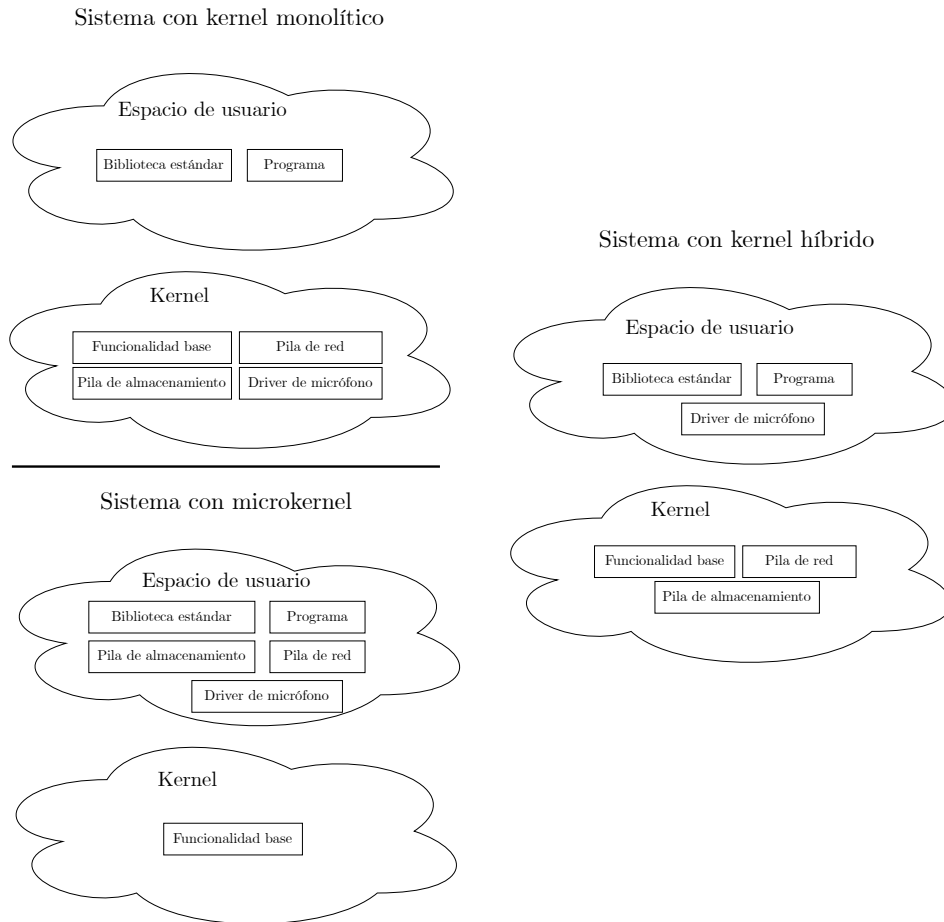 Sistema con kernel monolítico
Espacio de usuario
Biblioteca estándar
Programa
Kernel
Funcionalidad base
Pila de red
Pila de almacenamiento
Driver de micrófono
Sistema con microkernel
Espacio de usuario
Biblioteca estándar
Programa
Pila de almacenamiento
Pila de red
Driver de micrófono
Kernel
Funcionalidad base
Sistema con kernel híbrido
Espacio de usuario
Biblioteca estándar
Programa
Driver de micrófono
Kernel
Funcionalidad base
Pila de red
Pila de almacenamiento